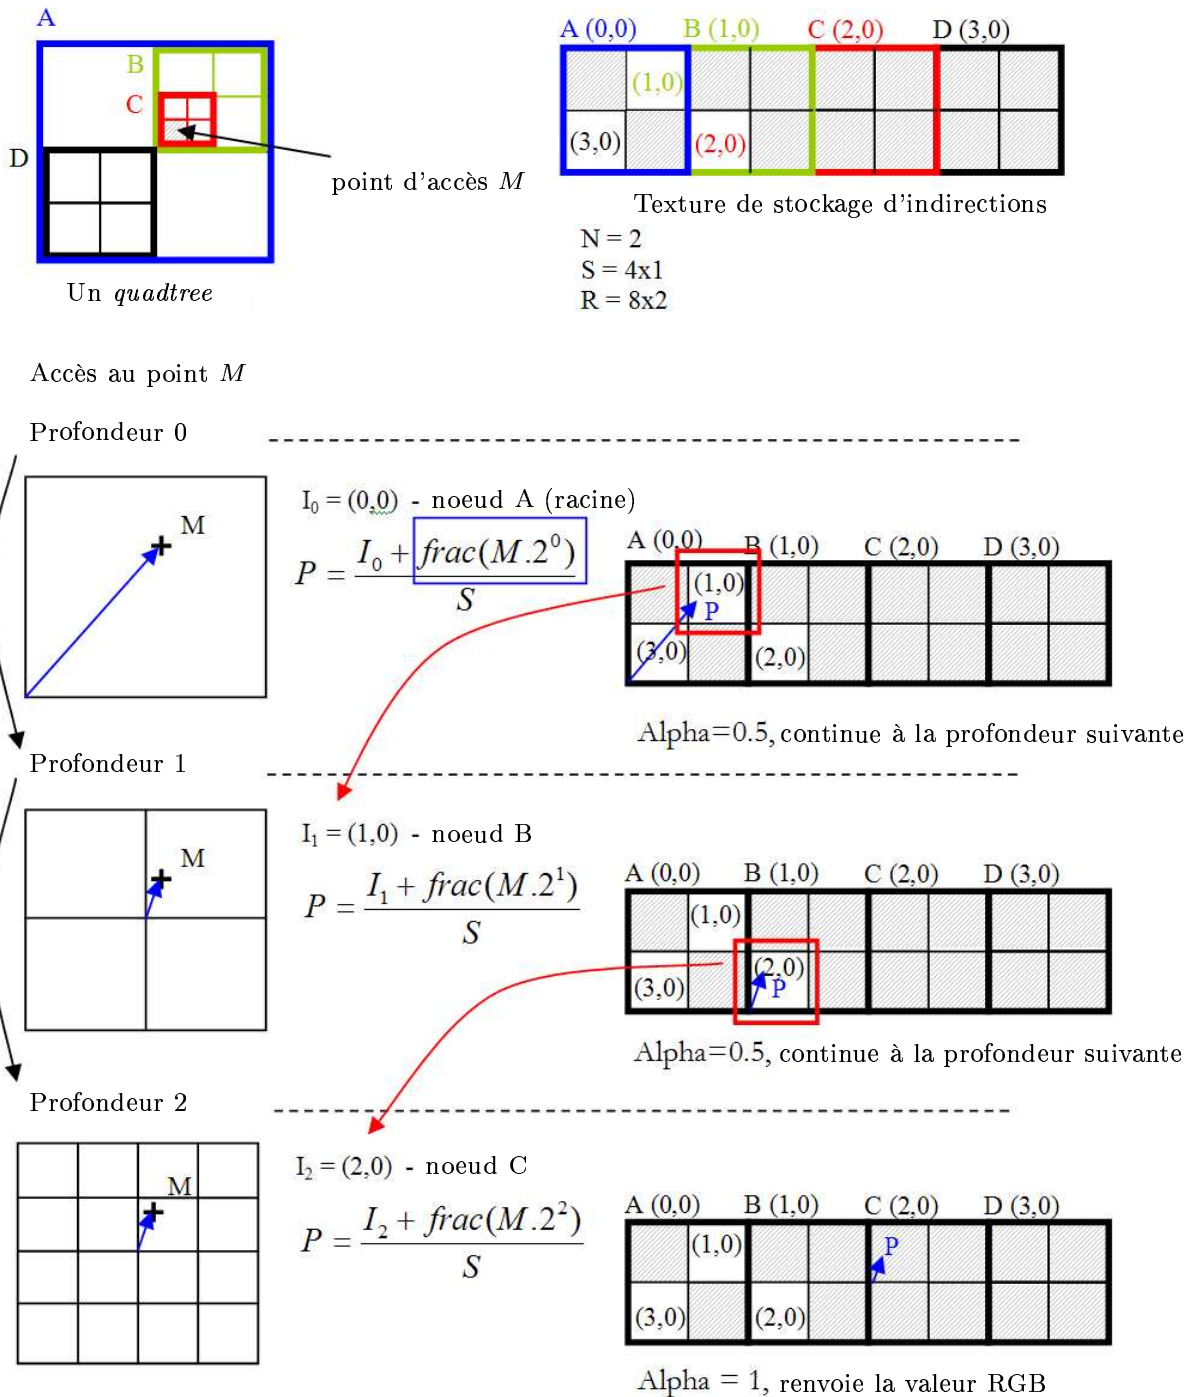 A
B
C
D
point d'accès M
Un quadtree
A (0,0) B (1,0) C (2,0) D (3,0)
(1,0)
(3,0) (2,0)
Texture de stockage d'indirections
N = 2
S = 4x1
R = 8x2
Accès au point M
Profondeur 0
M
I₀ = (0,0) - noeud A (racine)
P = (I₀ + frac(M.2⁰)) / S
A (0,0) B (1,0) C (2,0) D (3,0)
(1,0)
P
(3,0) (2,0)
Alpha=0.5, continue à la profondeur suivante
Profondeur 1
M
I₁ = (1,0) - noeud B
P = (I₁ + frac(M.2¹)) / S
A (0,0) B (1,0) C (2,0) D (3,0)
(1,0)
(3,0) (2,0)
P
Alpha=0.5, continue à la profondeur suivante
Profondeur 2
M
I₂ = (2,0) - noeud C
P = (I₂ + frac(M.2²)) / S
A (0,0) B (1,0) C (2,0) D (3,0)
(1,0) P
(3,0) (2,0)
Alpha = 1, renvoie la valeur RGB